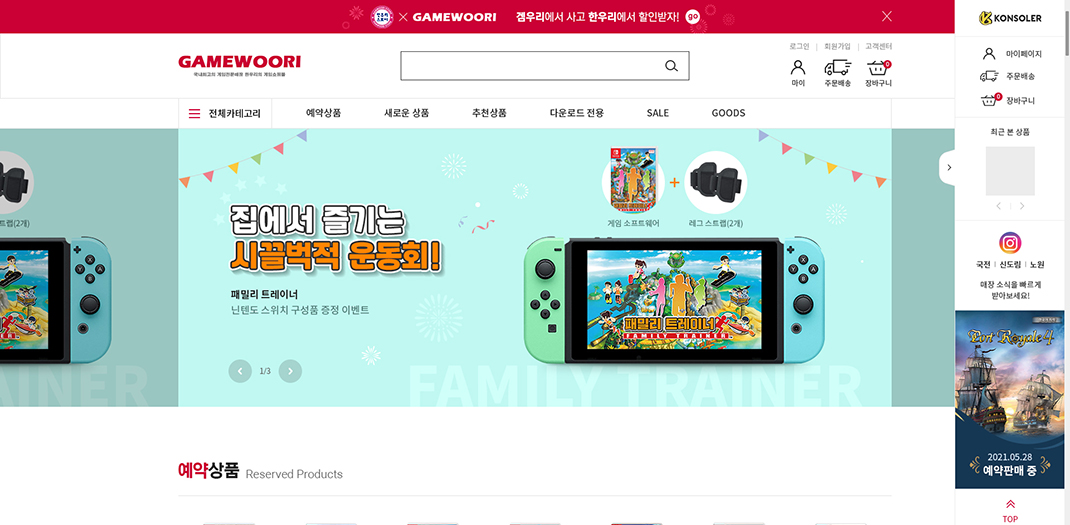 한우리 스토어 × GAMEWOORI 겜우리에서 사고 한우리에서 할인받자! go
GAMEWOORI
국내최고의 게임전문매장 한우리의 게임쇼핑몰
로그인 | 회원가입 | 고객센터
마이
주문배송
0
장바구니
전체카테고리
예약상품
새로운 상품
추천상품
다운로드 전용
SALE
GOODS
스트랩(2개)
AINER
집에서 즐기는
시끌벅적 운동회!
패밀리 트레이너
닌텐도 스위치 구성품 증정 이벤트
1/3
게임 소프트웨어
+
레그 스트랩(2개)
X
Y
A
B
패밀리 트레이너
FAMILY TRAINER
FAMILY TRAINER
예약상품 Reserved Products
KONSOLER
마이페이지
주문배송
0
장바구니
최근 본 상품
국전 | 신도림 | 노원
매장 소식을 빠르게
받아보세요!
Port Royale 4
2021.05.28
예약판매 중
TOP